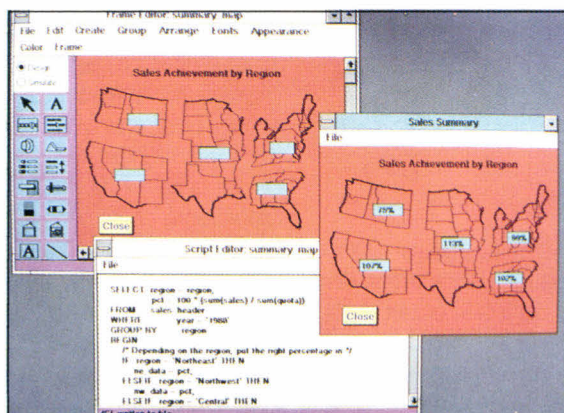 Frame Editor: summary_map
File Edit Create Group Arrange Fonts Appearance
Color Frame
Design
Simulate
Sales Achievement by Region
A
Close
A
Sales Summary
File
Sales Achievement by Region
113%
107%
Close
Script Editor: summary_map
File
SELECT region = region,
pct = 100 * (sum(sales) / sum(quota))
FROM sales_header
WHERE year = '1988'
GROUP BY region
BEGIN
/* Depending on the region, put the right percentage in */
IF region = 'Northeast' THEN
ne_data = pct;
ELSEIF region = 'Northwest' THEN
nw_data = pct;
ELSEIF region = 'Central' THEN